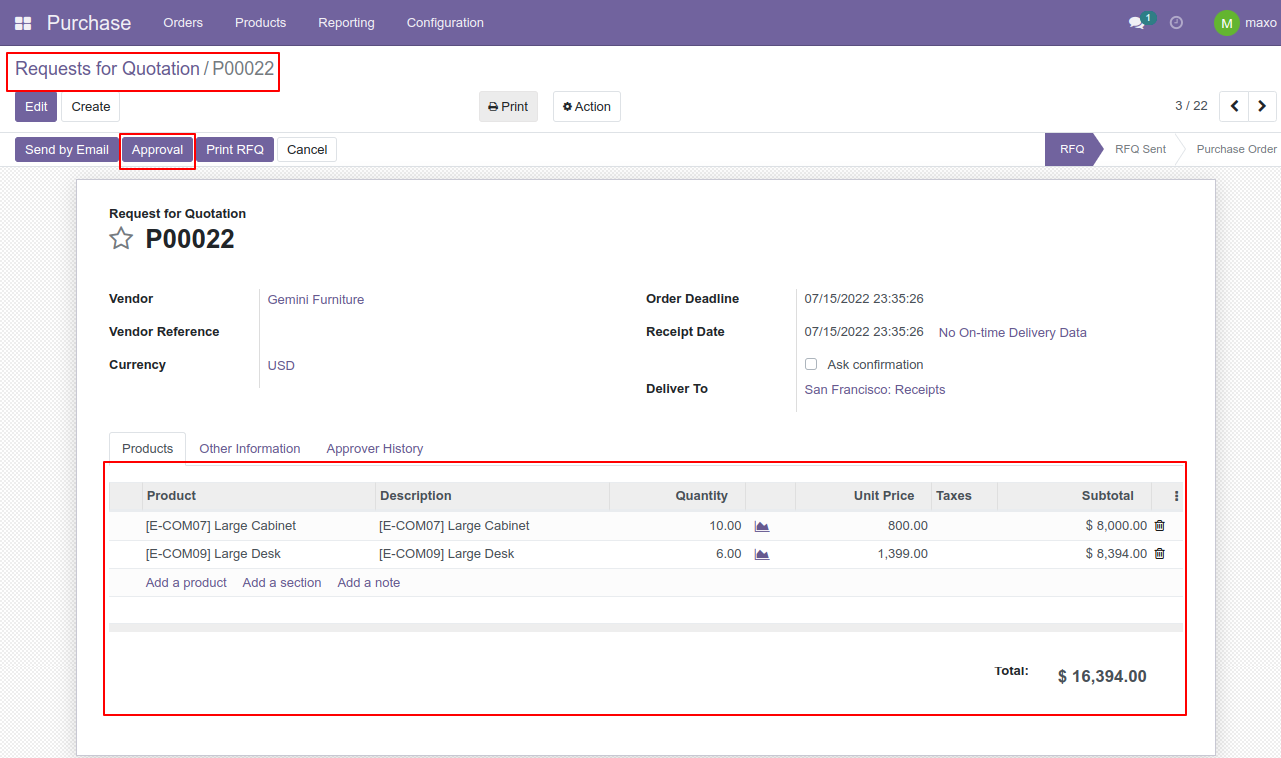 Purchase Orders Products Reporting Configuration 1 M maxo
Requests for Quotation / P00022
Edit Create Print Action 3 / 22
Send by Email Approval Print RFQ Cancel RFQ RFQ Sent Purchase Order
Request for Quotation
P00022
Vendor Gemini Furniture Order Deadline 07/15/2022 23:35:26
Vendor Reference Receipt Date 07/15/2022 23:35:26 No On-time Delivery Data
Currency USD Ask confirmation
Deliver To San Francisco: Receipts
Products Other Information Approver History
Product Description Quantity Unit Price Taxes Subtotal
[E-COM07] Large Cabinet [E-COM07] Large Cabinet 10.00 800.00 $ 8,000.00
[E-COM09] Large Desk [E-COM09] Large Desk 6.00 1,399.00 $ 8,394.00
Add a product Add a section Add a note
Total: $ 16,394.00